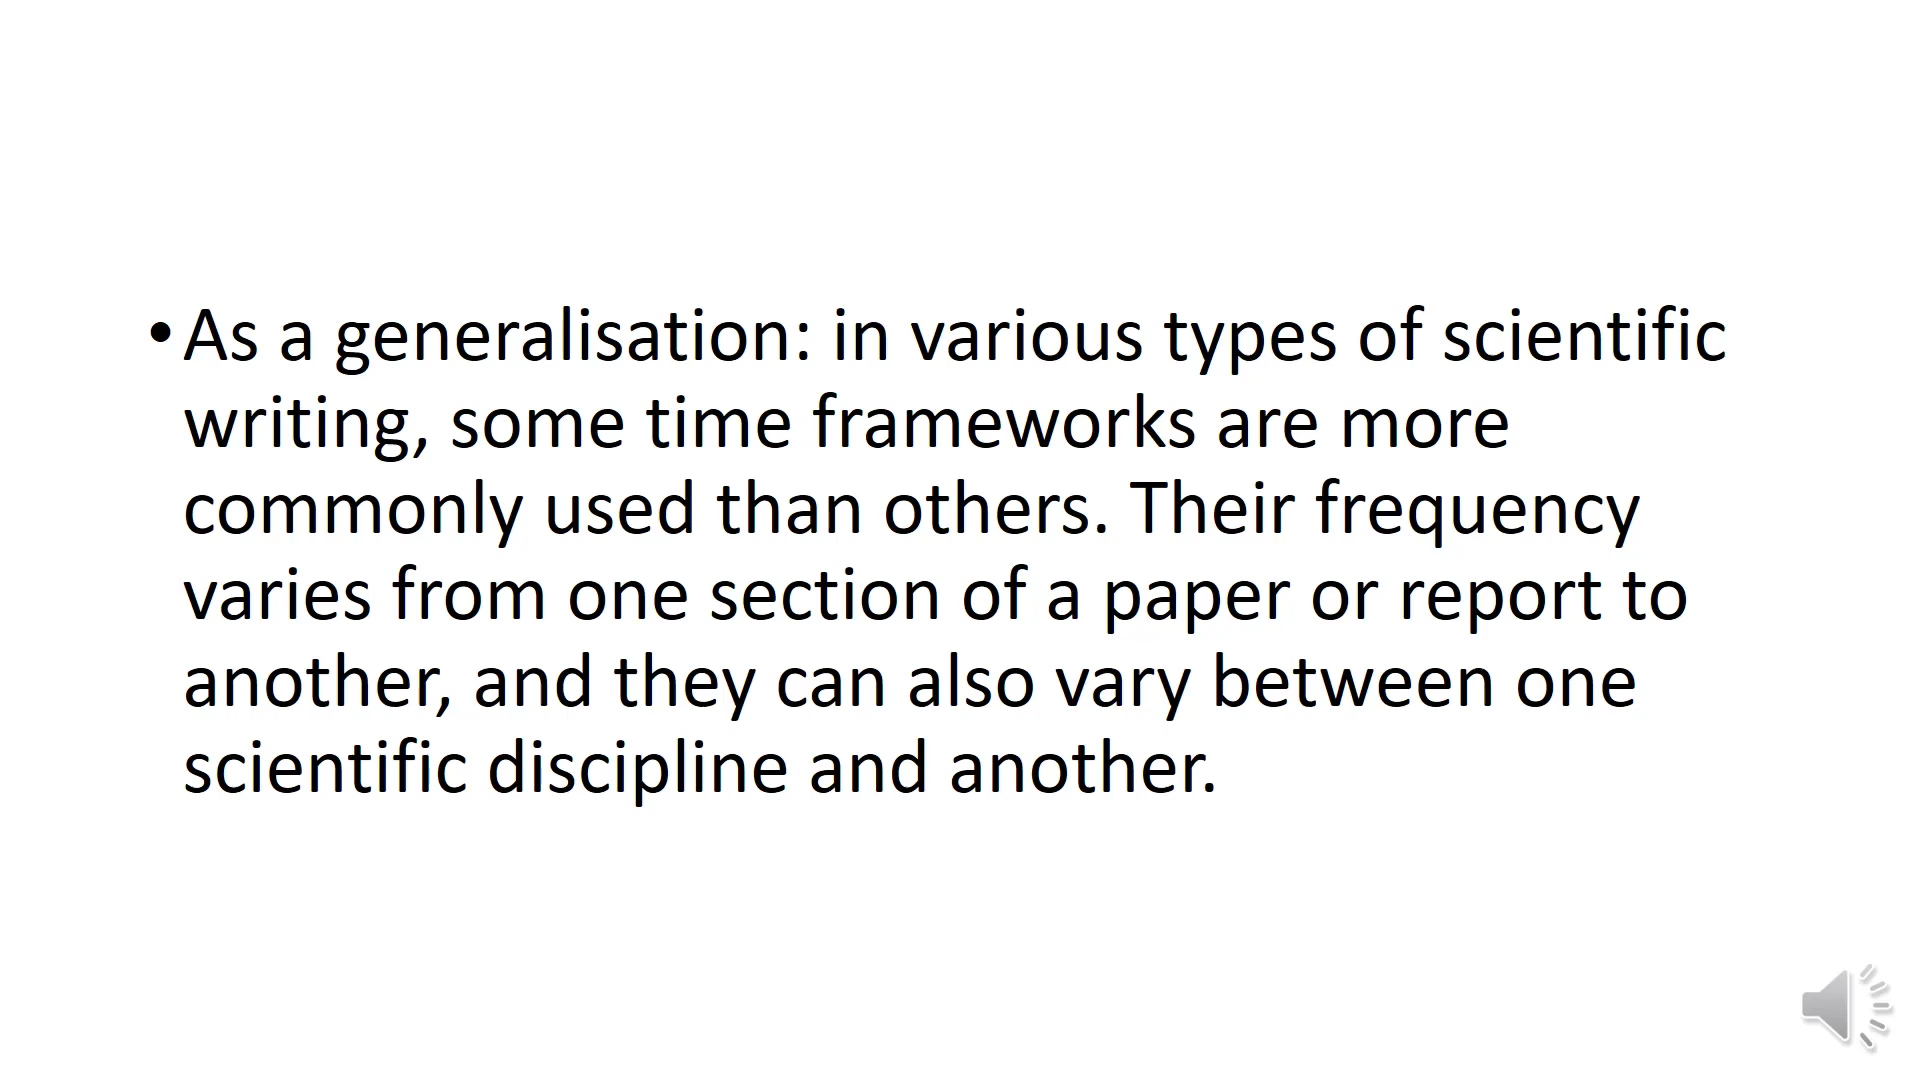 •As a generalisation: in various types of scientific
writing, some time frameworks are more
commonly used than others. Their frequency
varies from one section of a paper or report to
another, and they can also vary between one
scientific discipline and another.